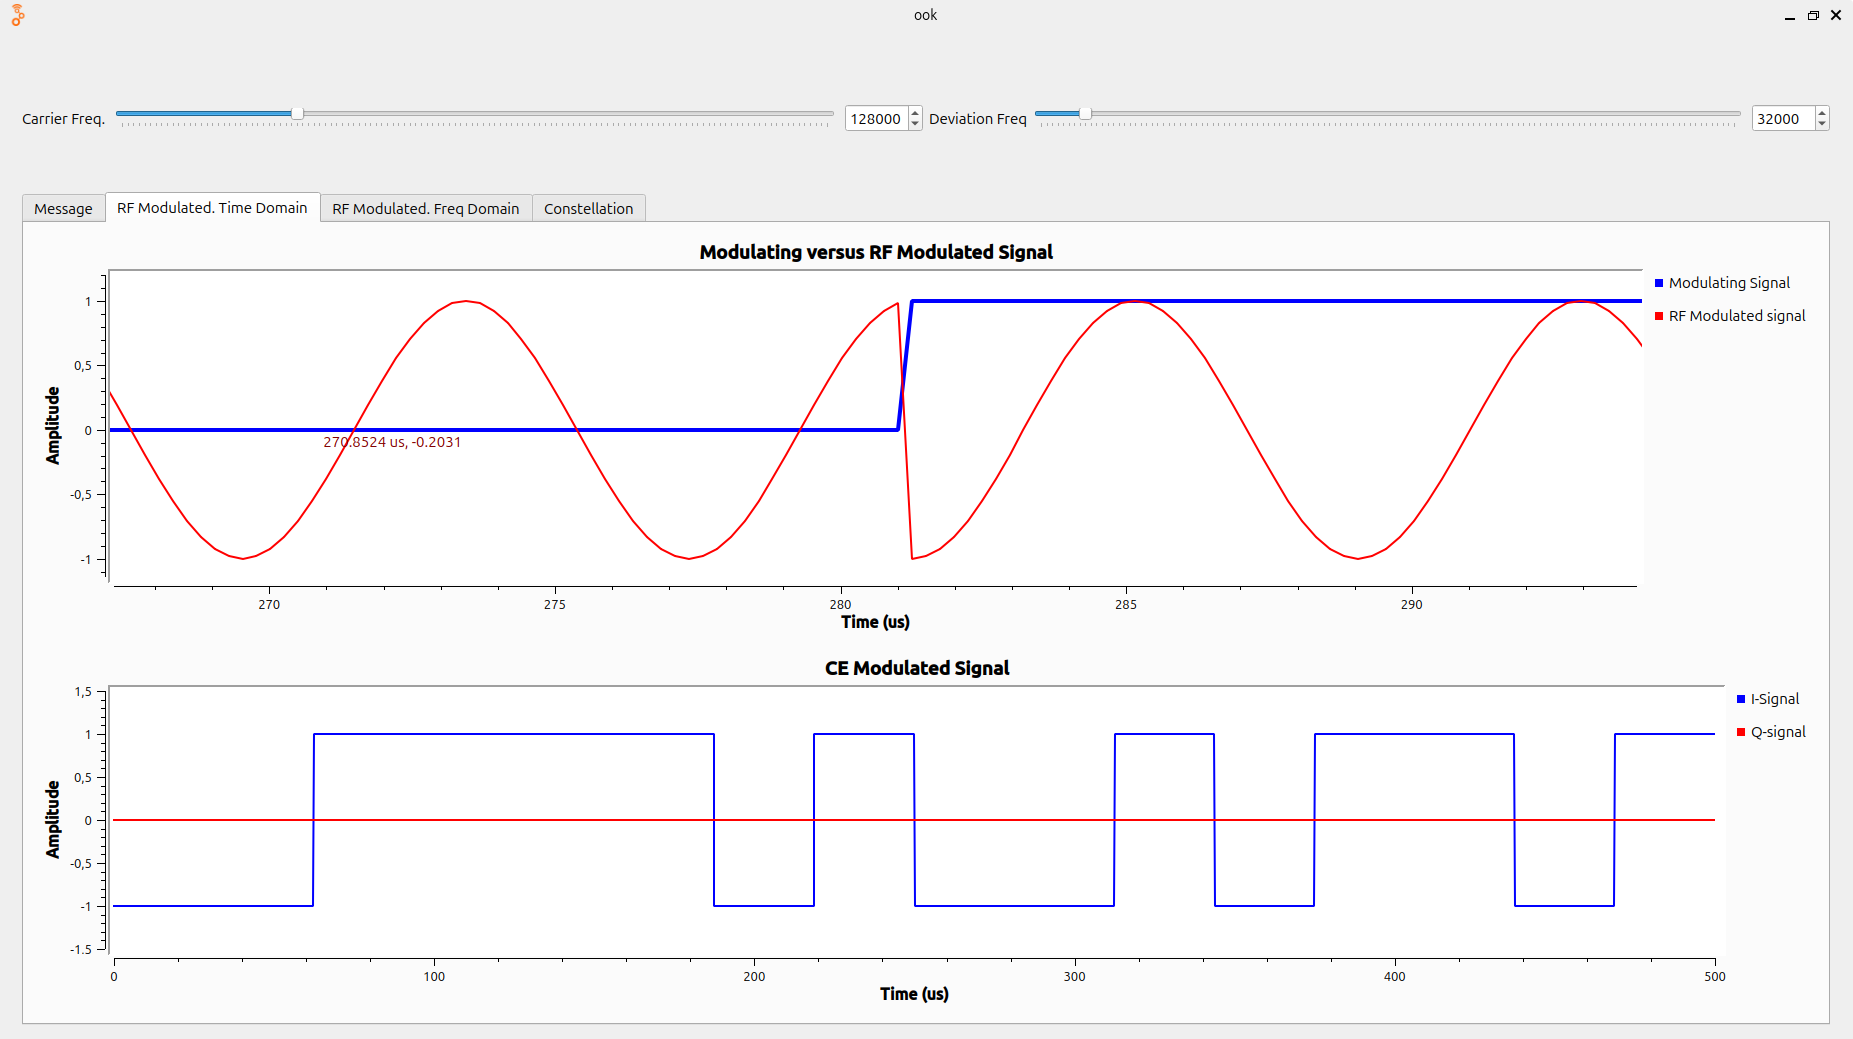 ook
Carrier Freq.
128000
Deviation Freq
32000
Message
RF Modulated. Time Domain
RF Modulated. Freq Domain
Constellation
Modulating versus RF Modulated Signal
Modulating Signal
RF Modulated signal
Amplitude
1
0,5
0
-0,5
-1
270.8524 us, -0.2031
270
275
280
285
290
Time (us)
CE Modulated Signal
I-Signal
Q-signal
Amplitude
1,5
1
0,5
0
-0,5
-1
-1.5
0
100
200
300
400
500
Time (us)